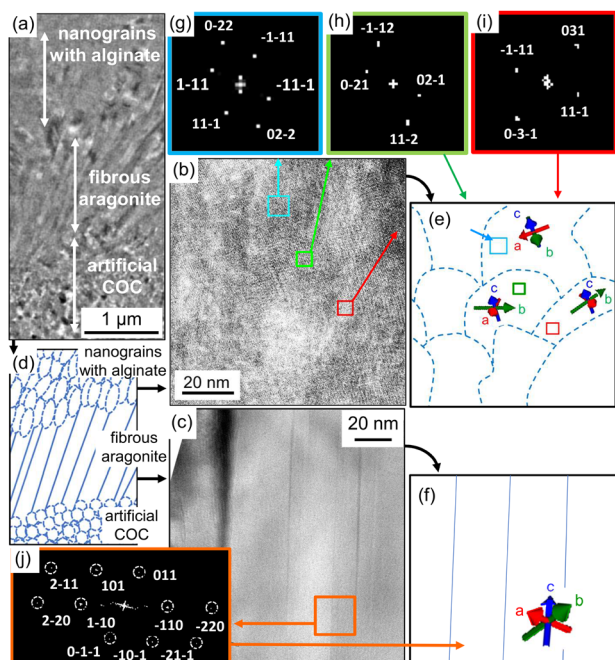 (a)
nanograins
with alginate
fibrous
aragonite
artificial
COC
1 μm
(g)
0-22
-1-11
1-11
-11-1
11-1
02-2
(h)
-1-12
0-21
02-1
11-2
(i)
031
-1-11
11-1
0-3-1
(b)
20 nm
(e)
c
a
b
c
a
b
c
b
(d)
nanograins
with alginate
fibrous
aragonite
artificial
COC
(c)
20 nm
(f)
c
a
b
(j)
2-11
101
011
2-20
1-10
-110
-220
0-1-1
-10-1
-21-1